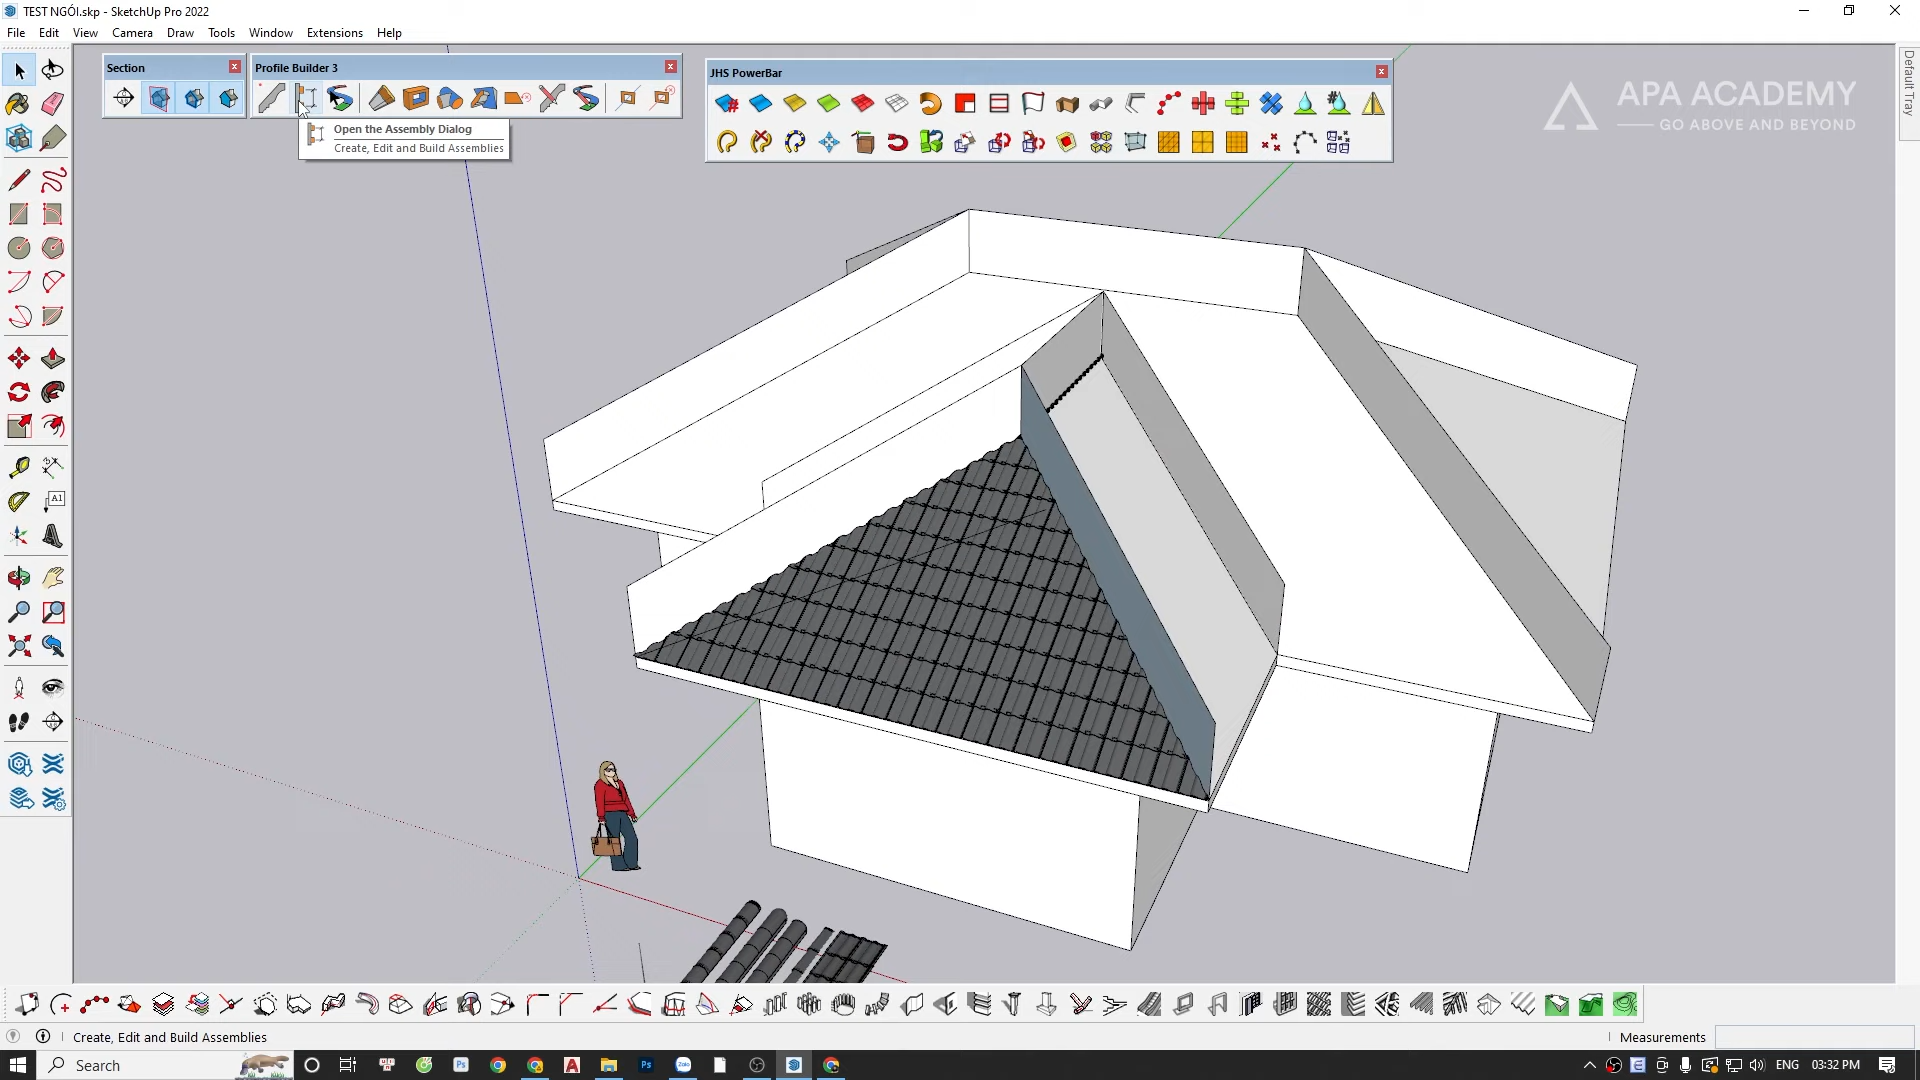 TEST NGÓI.skp - SketchUp Pro 2022
File Edit View Camera Draw Tools Window Extensions Help
Section
Profile Builder 3
JHS PowerBar
Open the Assembly Dialog
Create, Edit and Build Assemblies
APA ACADEMY
GO ABOVE AND BEYOND
Default Tray
A1
Create, Edit and Build Assemblies
Measurements
Search
ENG 03:32 PM